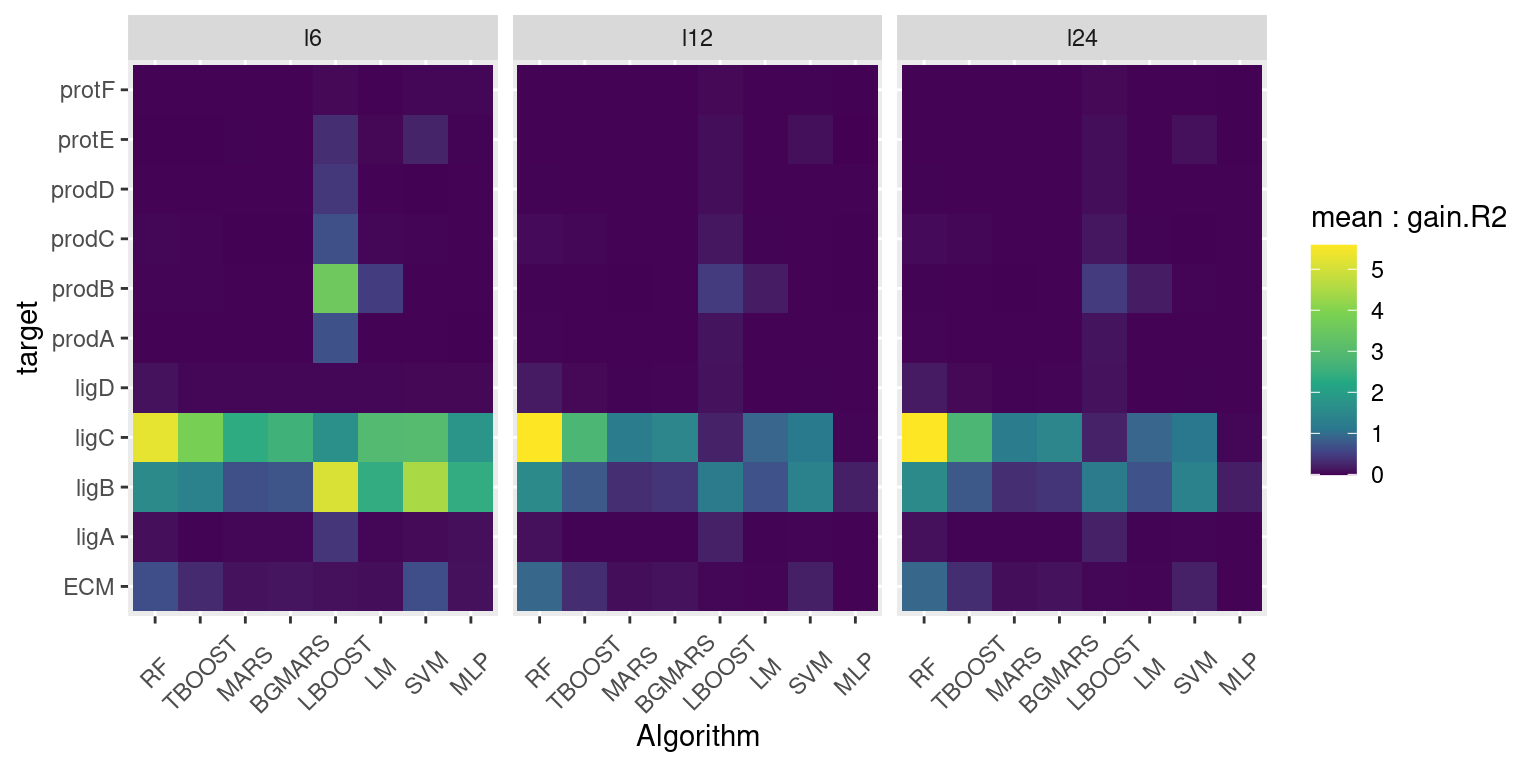 l6 l12 l24
protF
protE
prodD
prodC
prodB
prodA
ligD
ligC
ligB
ligA
ECM
target
RF TBOOST MARS BGMARS LBOOST LM SVM MLP
RF TBOOST MARS BGMARS LBOOST LM SVM MLP
RF TBOOST MARS BGMARS LBOOST LM SVM MLP
Algorithm
mean : gain.R2
5
4
3
2
1
0